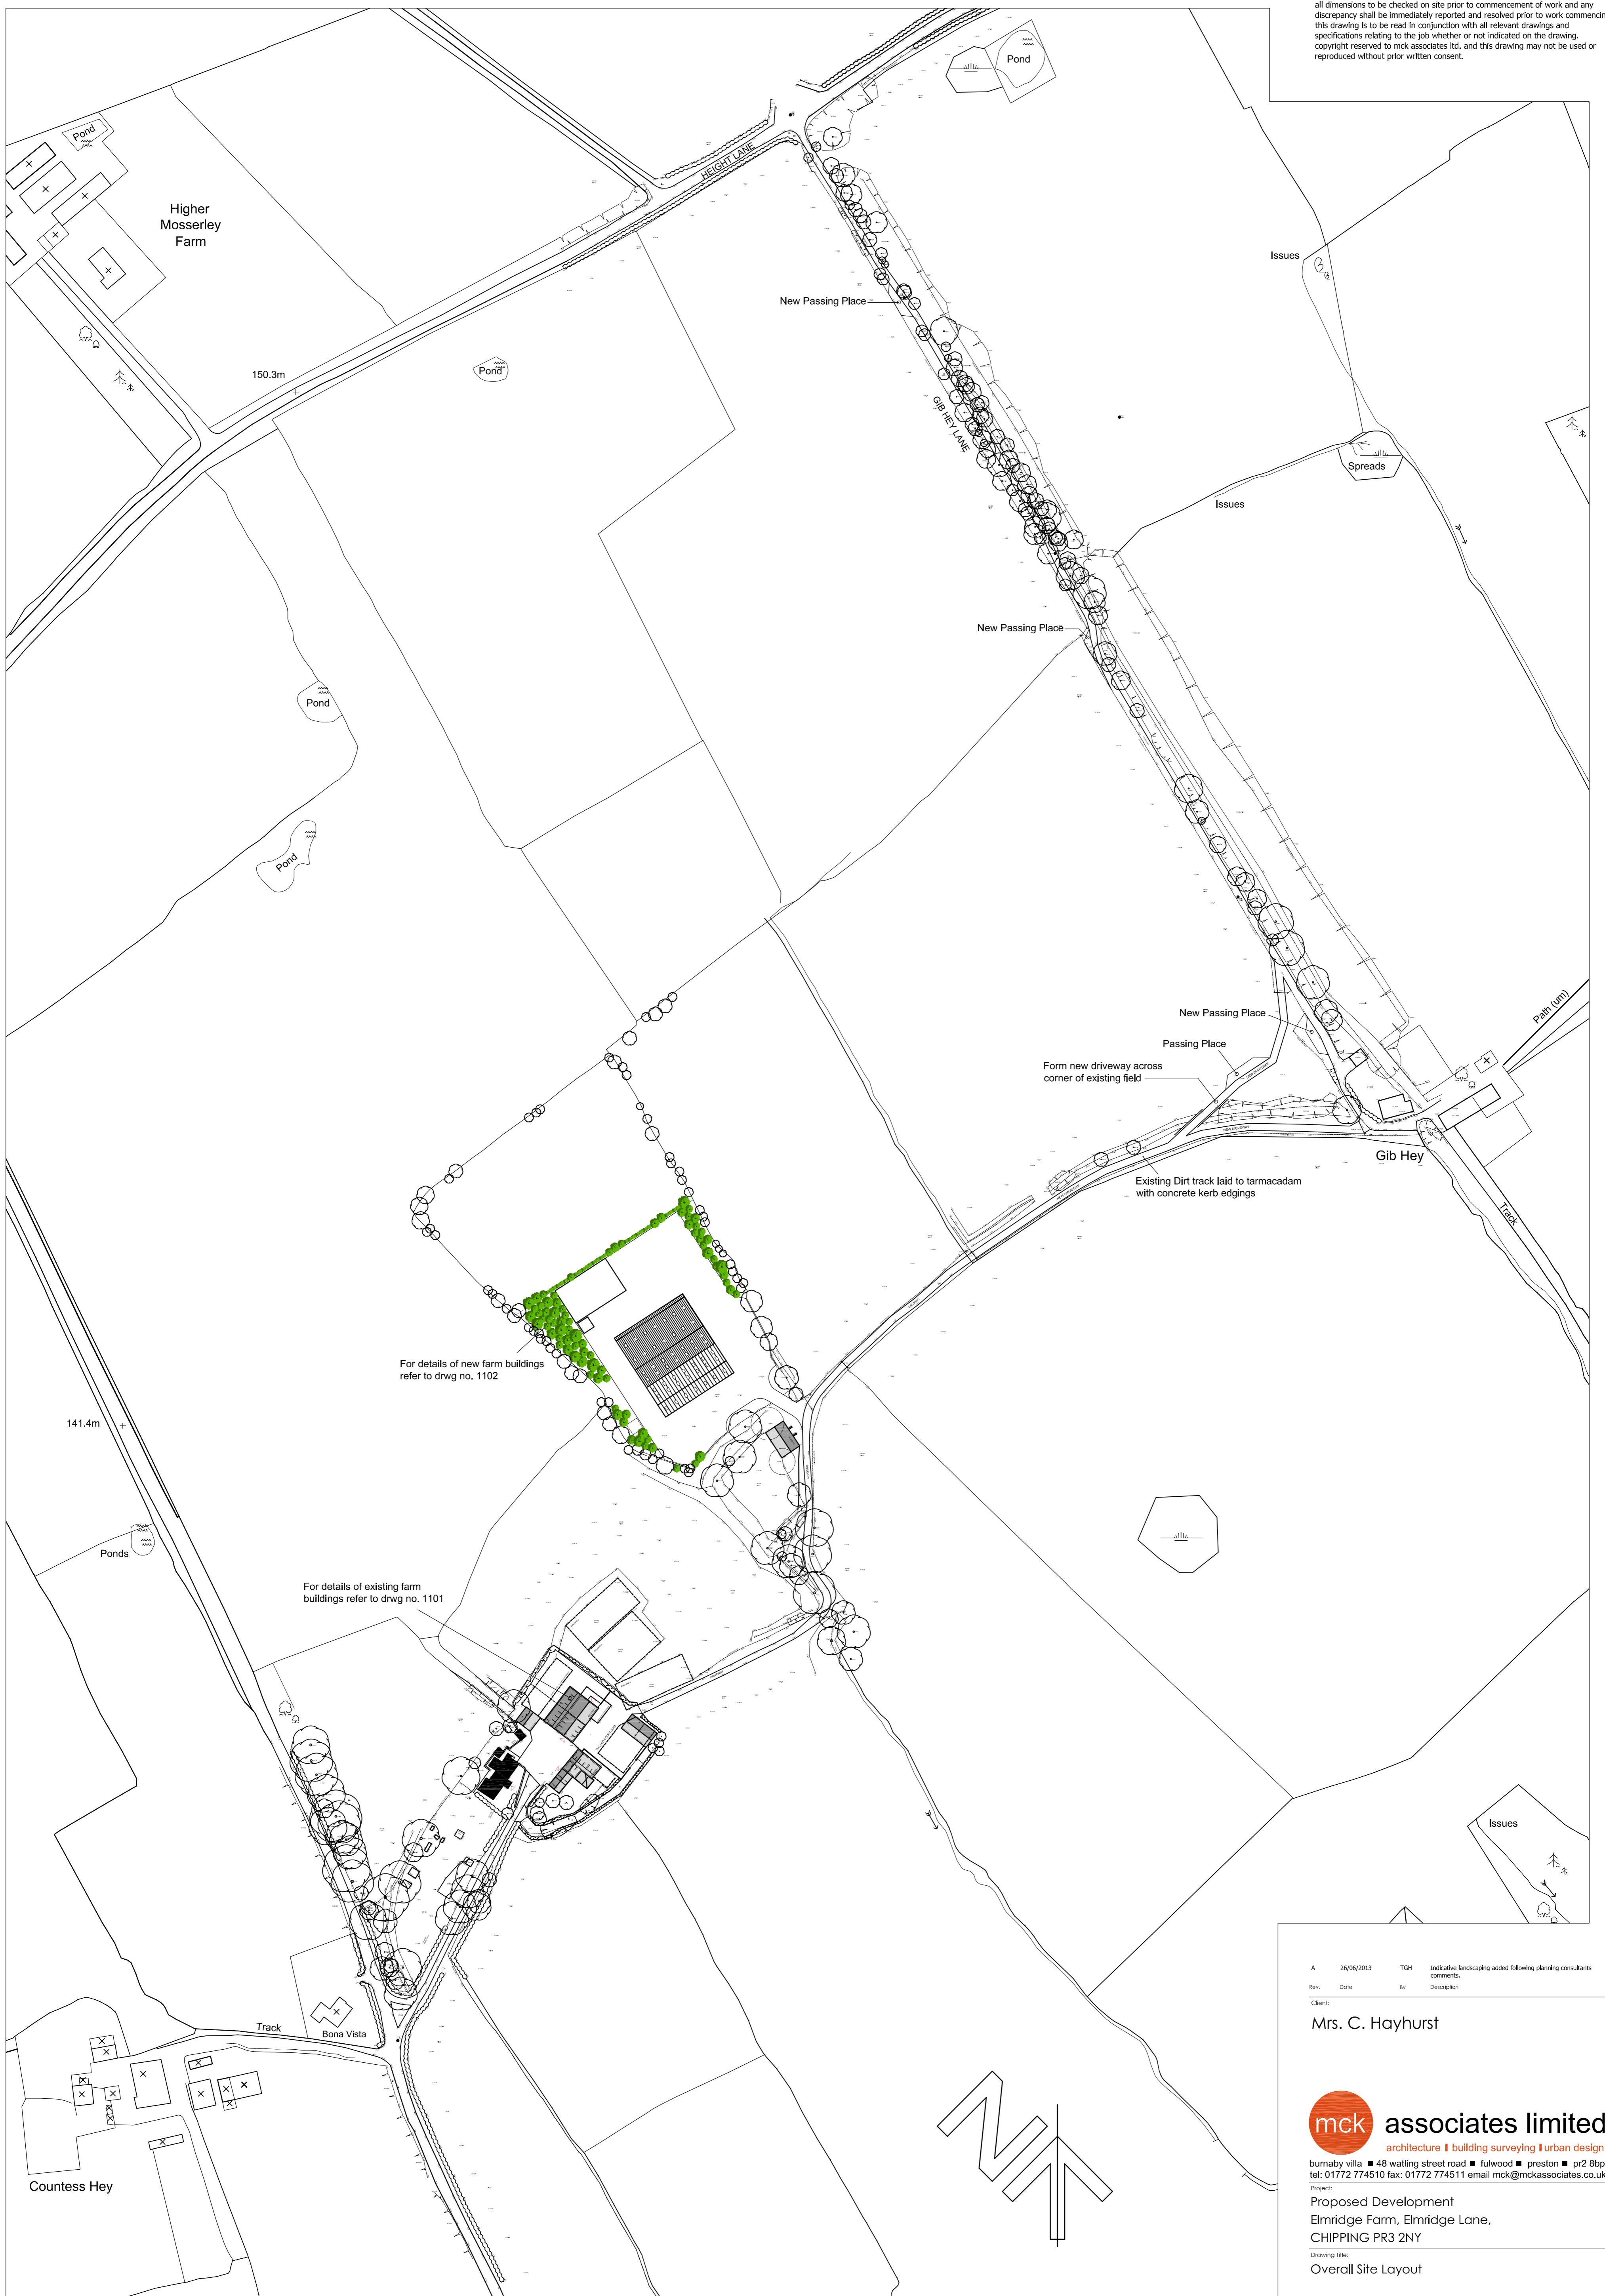 all dimensions to be checked on site prior to commencement of work and any
discrepancy shall be immediately reported and resolved prior to work commencin
this drawing is to be read in conjunction with all relevant drawings and
specifications relating to the job whether or not indicated on the drawing.
copyright reserved to mck associates ltd. and this drawing may not be used or
reproduced without prior written consent.
Pond
Pond
HEIGHT LANE
Higher
Mosserley
Farm
Issues
New Passing Place
150.3m
Pond
GIB HEY LANE
Spreads
Issues
New Passing Place
Pond
Pond
Path (um)
New Passing Place
Passing Place
Form new driveway across
corner of existing field
NEW DRIVEWAY
NEW DRIVEWAY
Gib Hey
Existing Dirt track laid to tarmacadam
with concrete kerb edgings
Track
For details of new farm buildings
refer to drwg no. 1102
141.4m
Ponds
For details of existing farm
buildings refer to drwg no. 1101
Issues
Track
Bona Vista
Countess Hey
N
A 26/06/2013 TGH Indicative landscaping added following planning consultants
comments.
Rev. Date By Description
Client:
Mrs. C. Hayhurst
mck associates limited
architecture building surveying urban design
burnaby villa ■ 48 watling street road ■ fulwood ■ preston ■ pr2 8bp
tel: 01772 774510 fax: 01772 774511 email mck@mckassociates.co.uk
Project:
Proposed Development
Elmridge Farm, Elmridge Lane,
CHIPPING PR3 2NY
Drawing Title:
Overall Site Layout